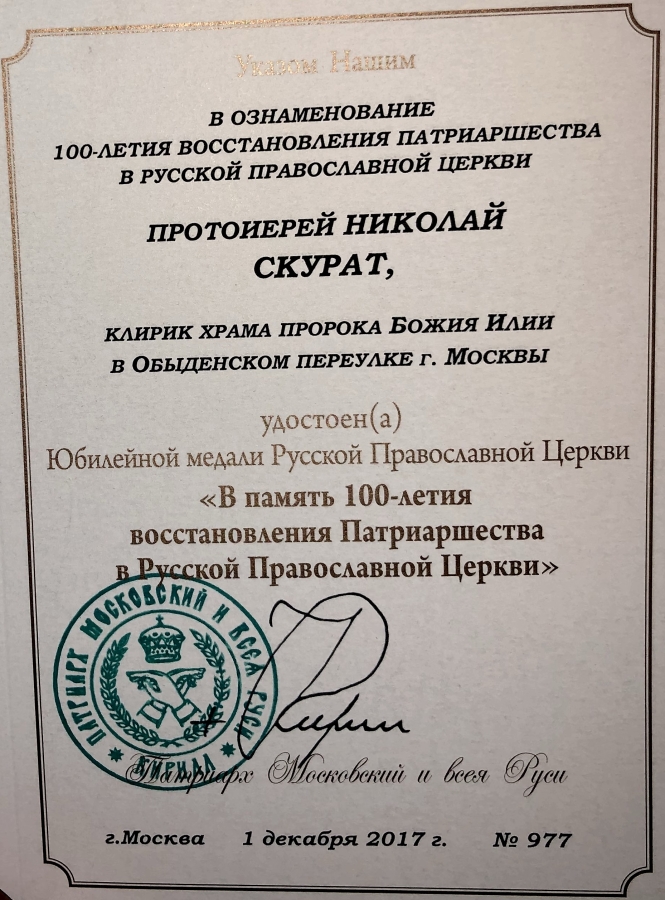 Указом Нашим
В ОЗНАМЕНОВАНИЕ
100-ЛЕТИЯ ВОССТАНОВЛЕНИЯ ПАТРИАРШЕСТВА
В РУССКОЙ ПРАВОСЛАВНОЙ ЦЕРКВИ
ПРОТОИЕРЕЙ НИКОЛАЙ
СКУРАТ,
КЛИРИК ХРАМА ПРОРОКА БОЖИЯ ИЛИИ
В ОБЫДЕНСКОМ ПЕРЕУЛКЕ Г. МОСКВЫ
удостоен(а)
Юбилейной медали Русской Православной Церкви
«В память 100-летия
восстановления Патриаршества
в Русской Православной Церкви»
ПАТРИАРХ МОСКОВСКИЙ И ВСЕЯ РУСИ
КИРИЛЛ
Кирилл
Патриарх Московский и всея Руси
г.Москва 1 декабря 2017 г. № 977